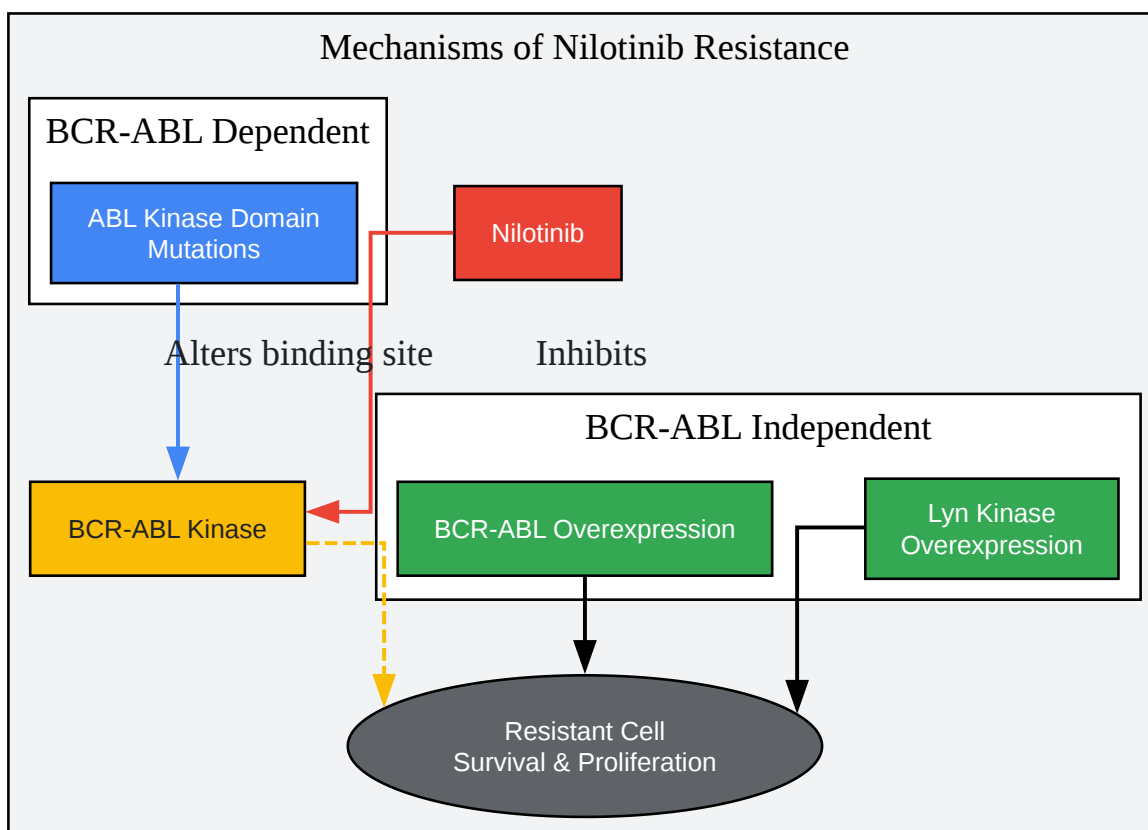 Mechanisms of Nilotinib Resistance
BCR-ABL Dependent
ABL Kinase Domain
Mutations
Nilotinib
Alters binding site
Inhibits
BCR-ABL Independent
BCR-ABL Kinase
BCR-ABL Overexpression
Lyn Kinase
Overexpression
Resistant Cell
Survival & Proliferation